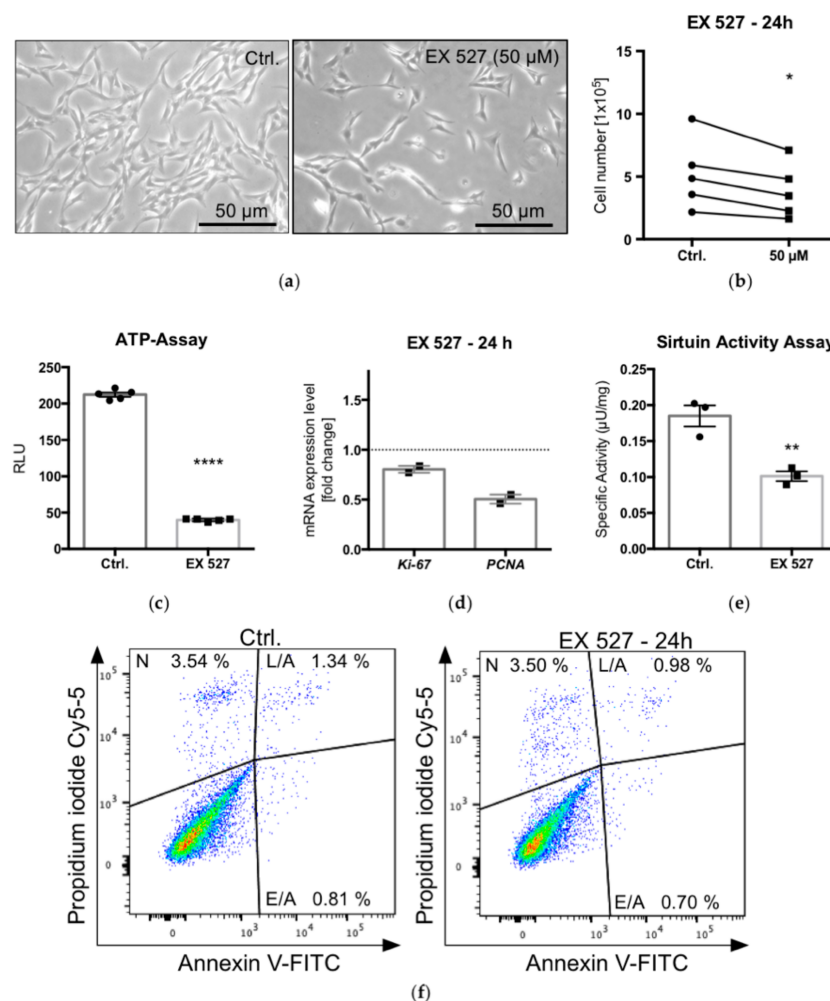 Ctrl.
50 µm
EX 527 (50 µM)
50 µm
(a)
EX 527 - 24h
Cell number [1x10⁵]
15
10
5
0
*
Ctrl.
50 µM
(b)
ATP-Assay
RLU
250
200
150
100
50
0
****
Ctrl.
EX 527
(c)
EX 527 - 24 h
mRNA expression level
[fold change]
1.5
1.0
0.5
0.0
Ki-67
PCNA
(d)
Sirtuin Activity Assay
Specific Activity (µU/mg)
0.25
0.20
0.15
0.10
0.05
0.00
**
Ctrl.
EX 527
(e)
Ctrl.
N 3.54 %
L/A 1.34 %
E/A 0.81 %
Propidium iodide Cy5-5
10⁵
10⁴
10³
0
0
10³
10⁴
10⁵
Annexin V-FITC
EX 527 - 24h
N 3.50 %
L/A 0.98 %
E/A 0.70 %
Propidium iodide Cy5-5
10⁵
10⁴
10³
0
0
10³
10⁴
10⁵
Annexin V-FITC
(f)